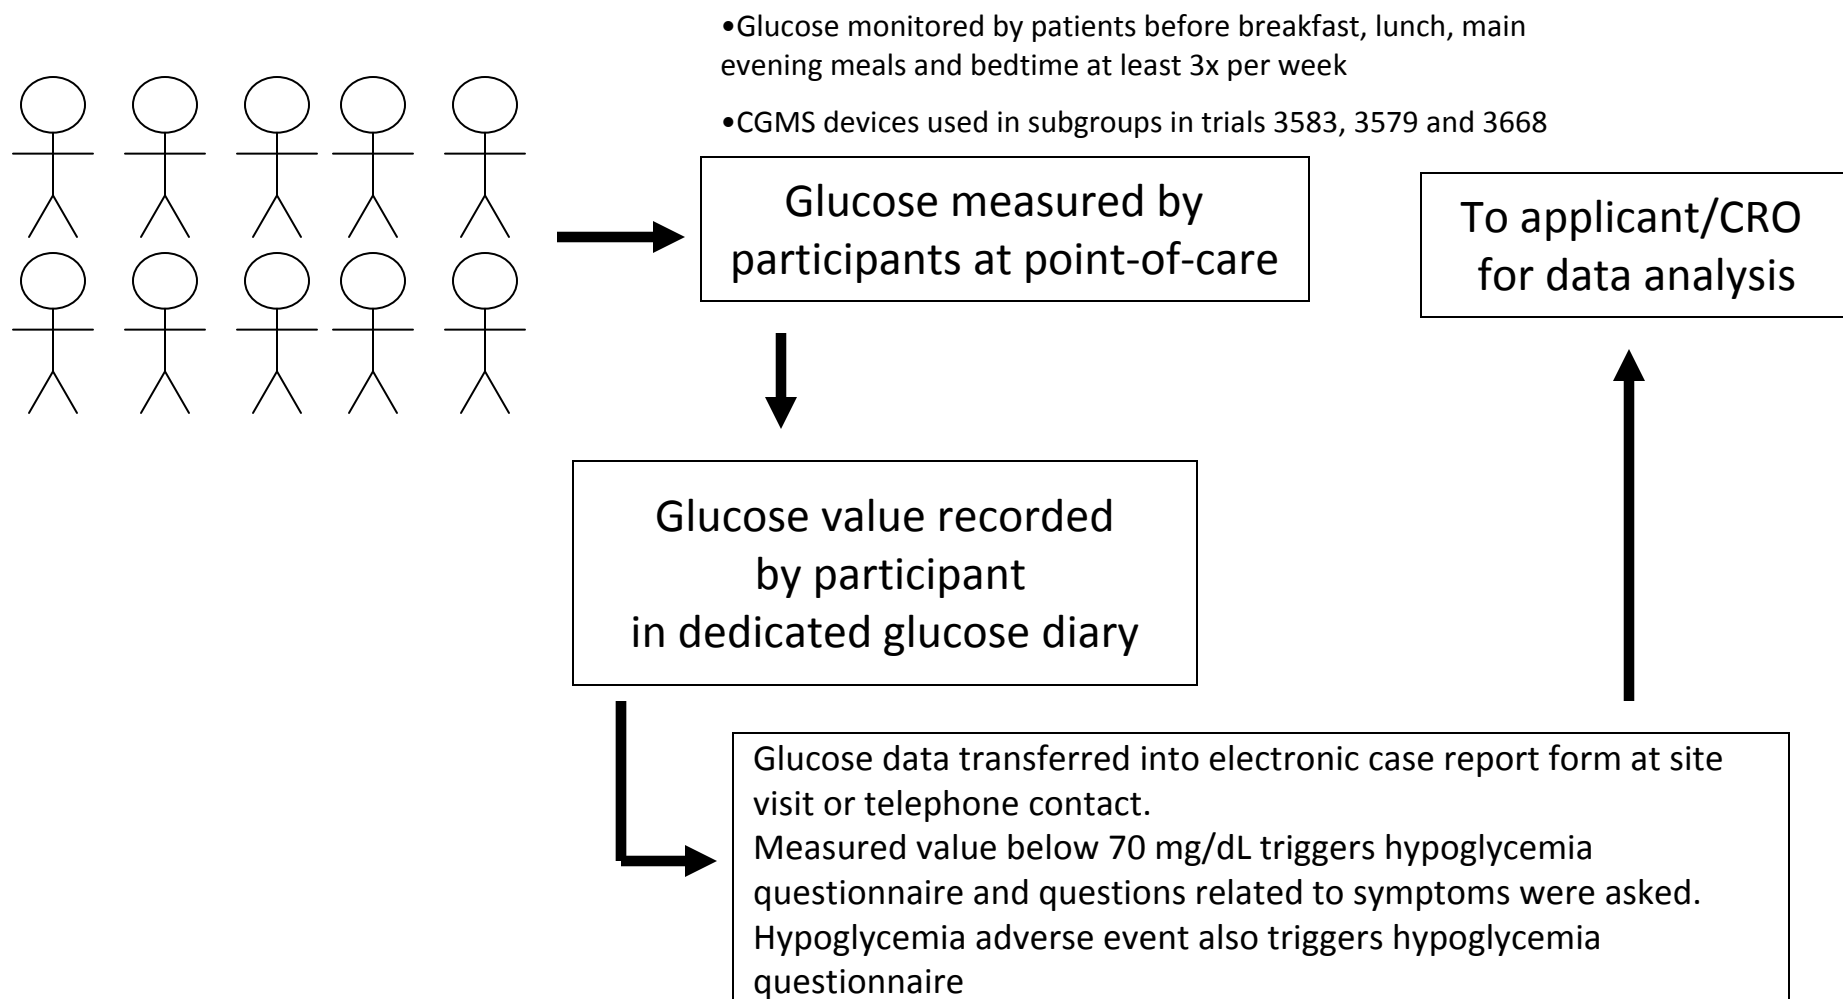 •Glucose monitored by patients before breakfast, lunch, main
evening meals and bedtime at least 3x per week
•CGMS devices used in subgroups in trials 3583, 3579 and 3668
Glucose measured by
participants at point-of-care
To applicant/CRO
for data analysis
Glucose value recorded
by participant
in dedicated glucose diary
Glucose data transferred into electronic case report form at site
visit or telephone contact.
Measured value below 70 mg/dL triggers hypoglycemia
questionnaire and questions related to symptoms were asked.
Hypoglycemia adverse event also triggers hypoglycemia
questionnaire